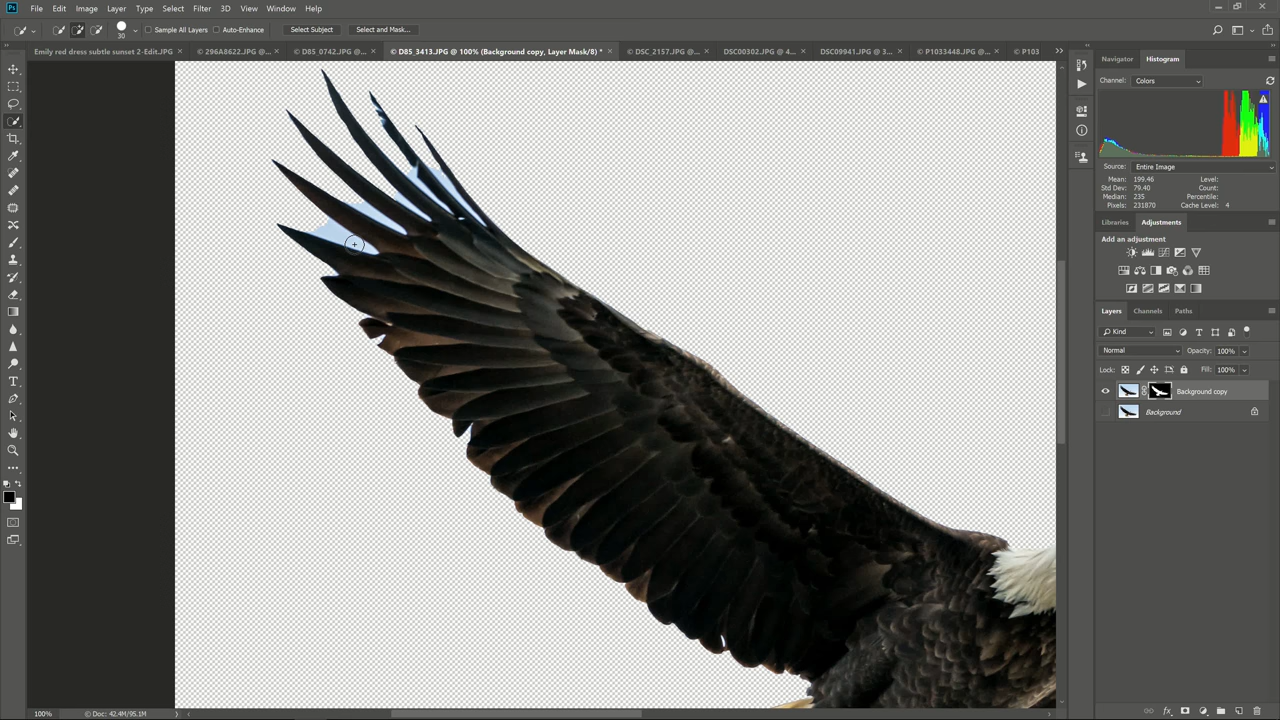 Ps File Edit Image Layer Type Select Filter 3D View Window Help
30 Sample All Layers Auto-Enhance Select Subject Select and Mask...
Emily red dress subtle sunset 2-Edit.JPG × © 296A8622.JPG @... × © D85_0742.JPG @... × © D85_3413.JPG @ 100% (Background copy, Layer Mask/8) * × © DSC_2157.JPG @... × DSC00302.JPG @ 4... × DSC09941.JPG @ 3... × © P1033448.JPG @... × © P103
Navigator Histogram
Channel: Colors
Source: Entire Image
Mean: 199.46 Level:
Std Dev: 79.40 Count:
Median: 235 Percentile:
Pixels: 231870 Cache Level: 4
Libraries Adjustments
Add an adjustment
Layers Channels Paths
Kind
Normal Opacity: 100%
Lock: Fill: 100%
Background copy
Background
100% © Doc: 42.4M/95.1M